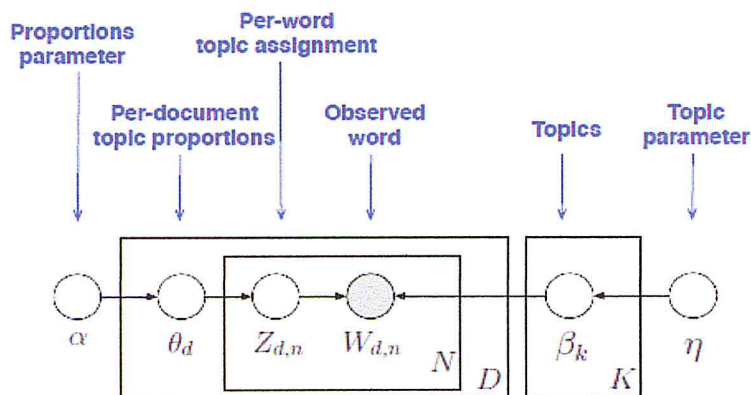 Proportions
parameter
Per-word
topic assignment
Per-document
topic proportions
Observed
word
Topics
Topic
parameter
α
θd
Zd,n
Wd,n
N
D
βk
K
η